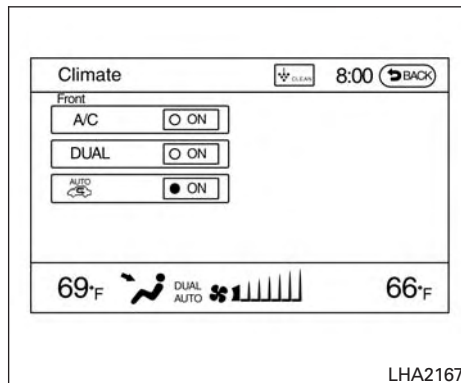 Climate CLEAN 8:00 BACK
Front
A/C ON
DUAL ON
AUTO ON
69°F DUAL AUTO 66°F
LHA2167